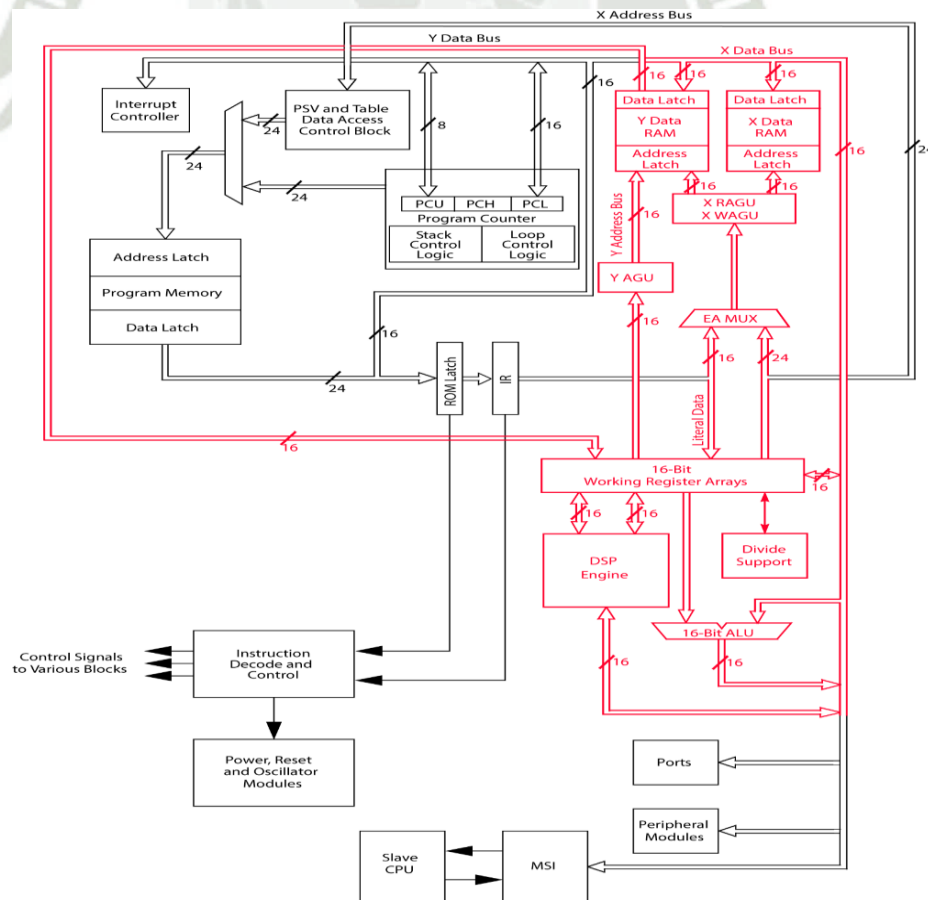 X Address Bus
Y Data Bus
X Data Bus
16
16
16
16
16
Interrupt
Controller
PSV and Table
Data Access
Control Block
24
8
16
24
24
24
16
Data Latch
Y Data
RAM
Address
Latch
Data Latch
X Data
RAM
Address
Latch
16
16
X RAGU
X WAGU
PCU
PCH
PCL
Program Counter
Stack
Control
Logic
Loop
Control
Logic
Y Address Bus
16
Y AGU
Address Latch
Program Memory
Data Latch
16
16
EA MUX
16
24
24
ROM Latch
IR
Literal Data
16
16-Bit
Working Register Arrays
16
16
16
DSP
Engine
Divide
Support
16-Bit ALU
16
16
Control Signals
to Various Blocks
Instruction
Decode and
Control
Power, Reset
and Oscillator
Modules
Ports
Peripheral
Modules
Slave
CPU
MSI